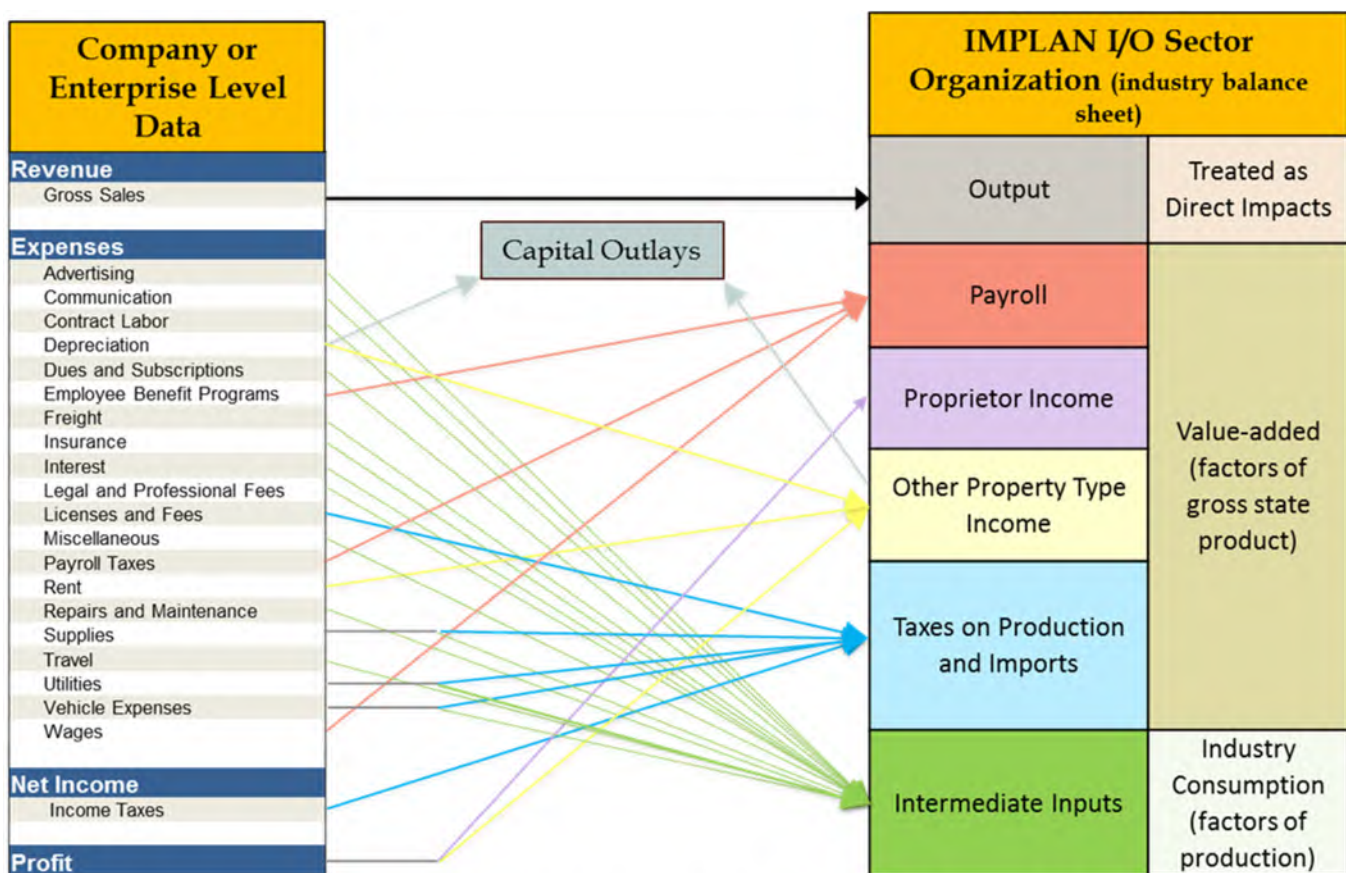 Company or
Enterprise Level
Data
Revenue
Gross Sales
Expenses
Advertising
Communication
Contract Labor
Depreciation
Dues and Subscriptions
Employee Benefit Programs
Freight
Insurance
Interest
Legal and Professional Fees
Licenses and Fees
Miscellaneous
Payroll Taxes
Rent
Repairs and Maintenance
Supplies
Travel
Utilities
Vehicle Expenses
Wages
Net Income
Income Taxes
Profit
Capital Outlays
IMPLAN I/O Sector
Organization (industry balance
sheet)
Output
Treated as
Direct Impacts
Payroll
Proprietor Income
Other Property Type
Income
Taxes on Production
and Imports
Value-added
(factors of
gross state
product)
Intermediate Inputs
Industry
Consumption
(factors of
production)